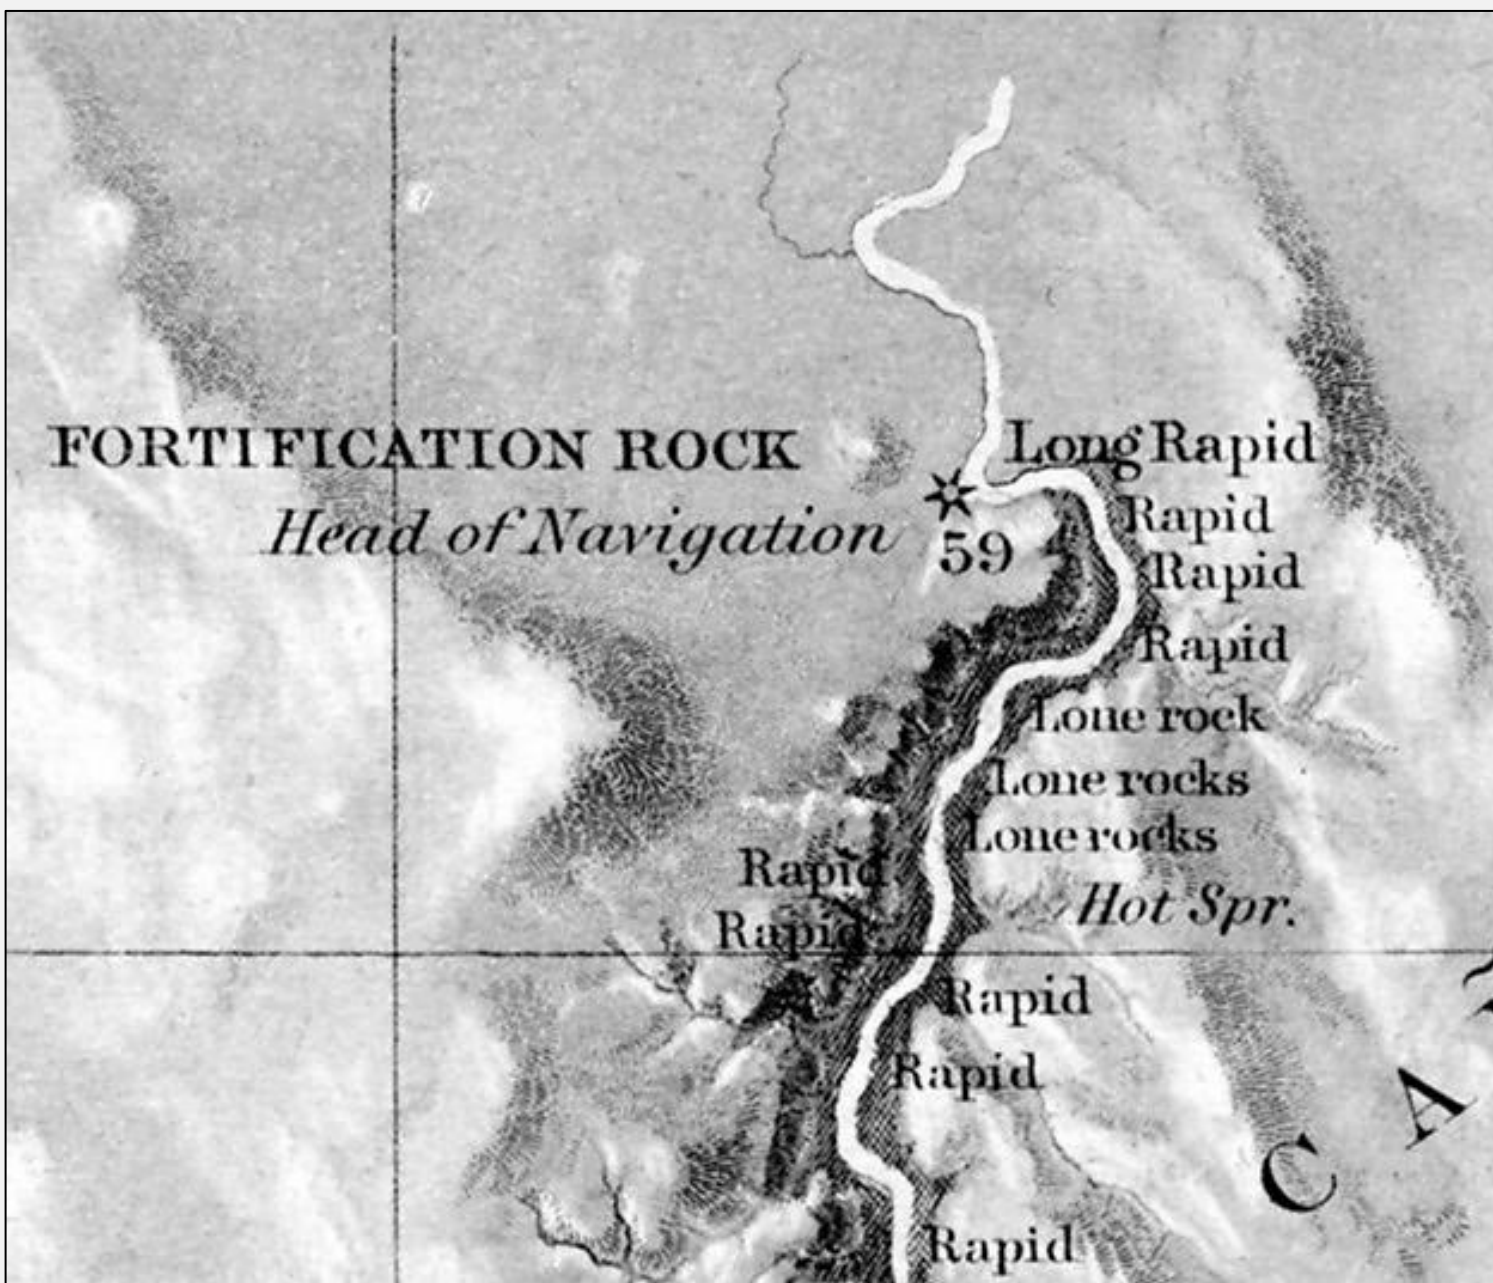 FORTIFICATION ROCK
Long Rapid
Head of Navigation
59
Rapid
Rapid
Rapid
Lone rock
Lone rocks
Lone rocks
Rapid
Hot Spr.
Rapid
Rapid
Rapid
C A
Rapid